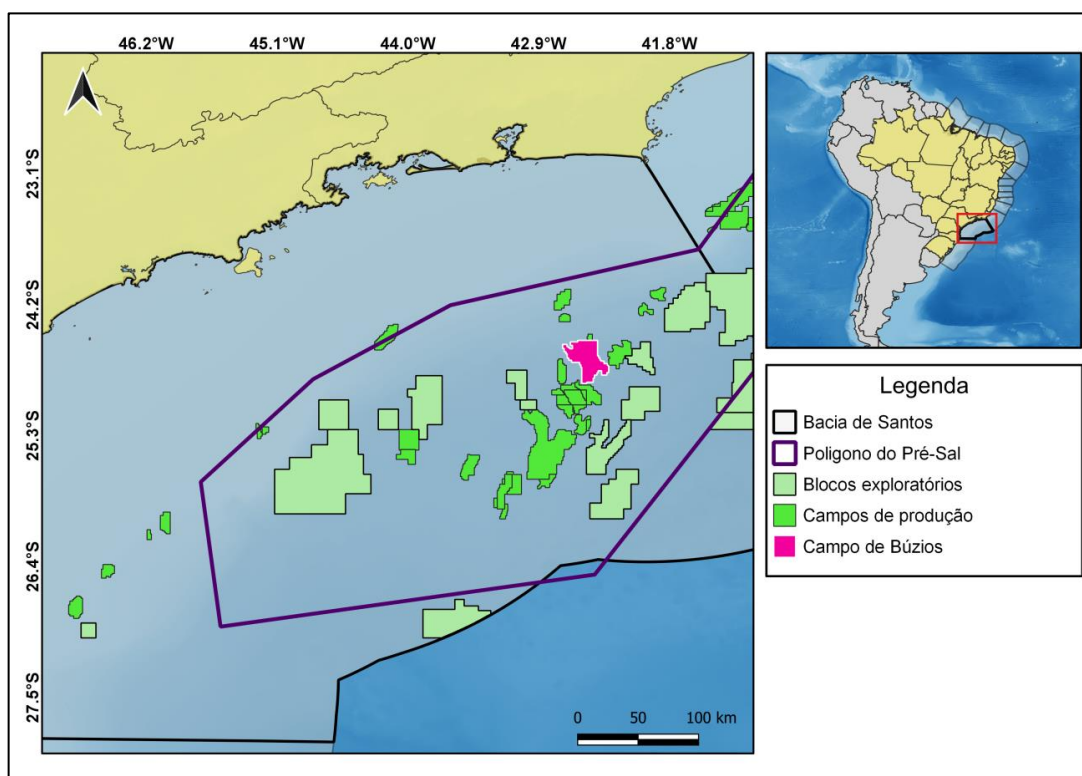 46.2°W 45.1°W 44.0°W 42.9°W 41.8°W
23.1°S
24.2°S
25.3°S
26.4°S
27.5°S
0 50 100 km
Legenda
Bacia de Santos
Poligono do Pré-Sal
Blocos exploratórios
Campos de produção
Campo de Búzios